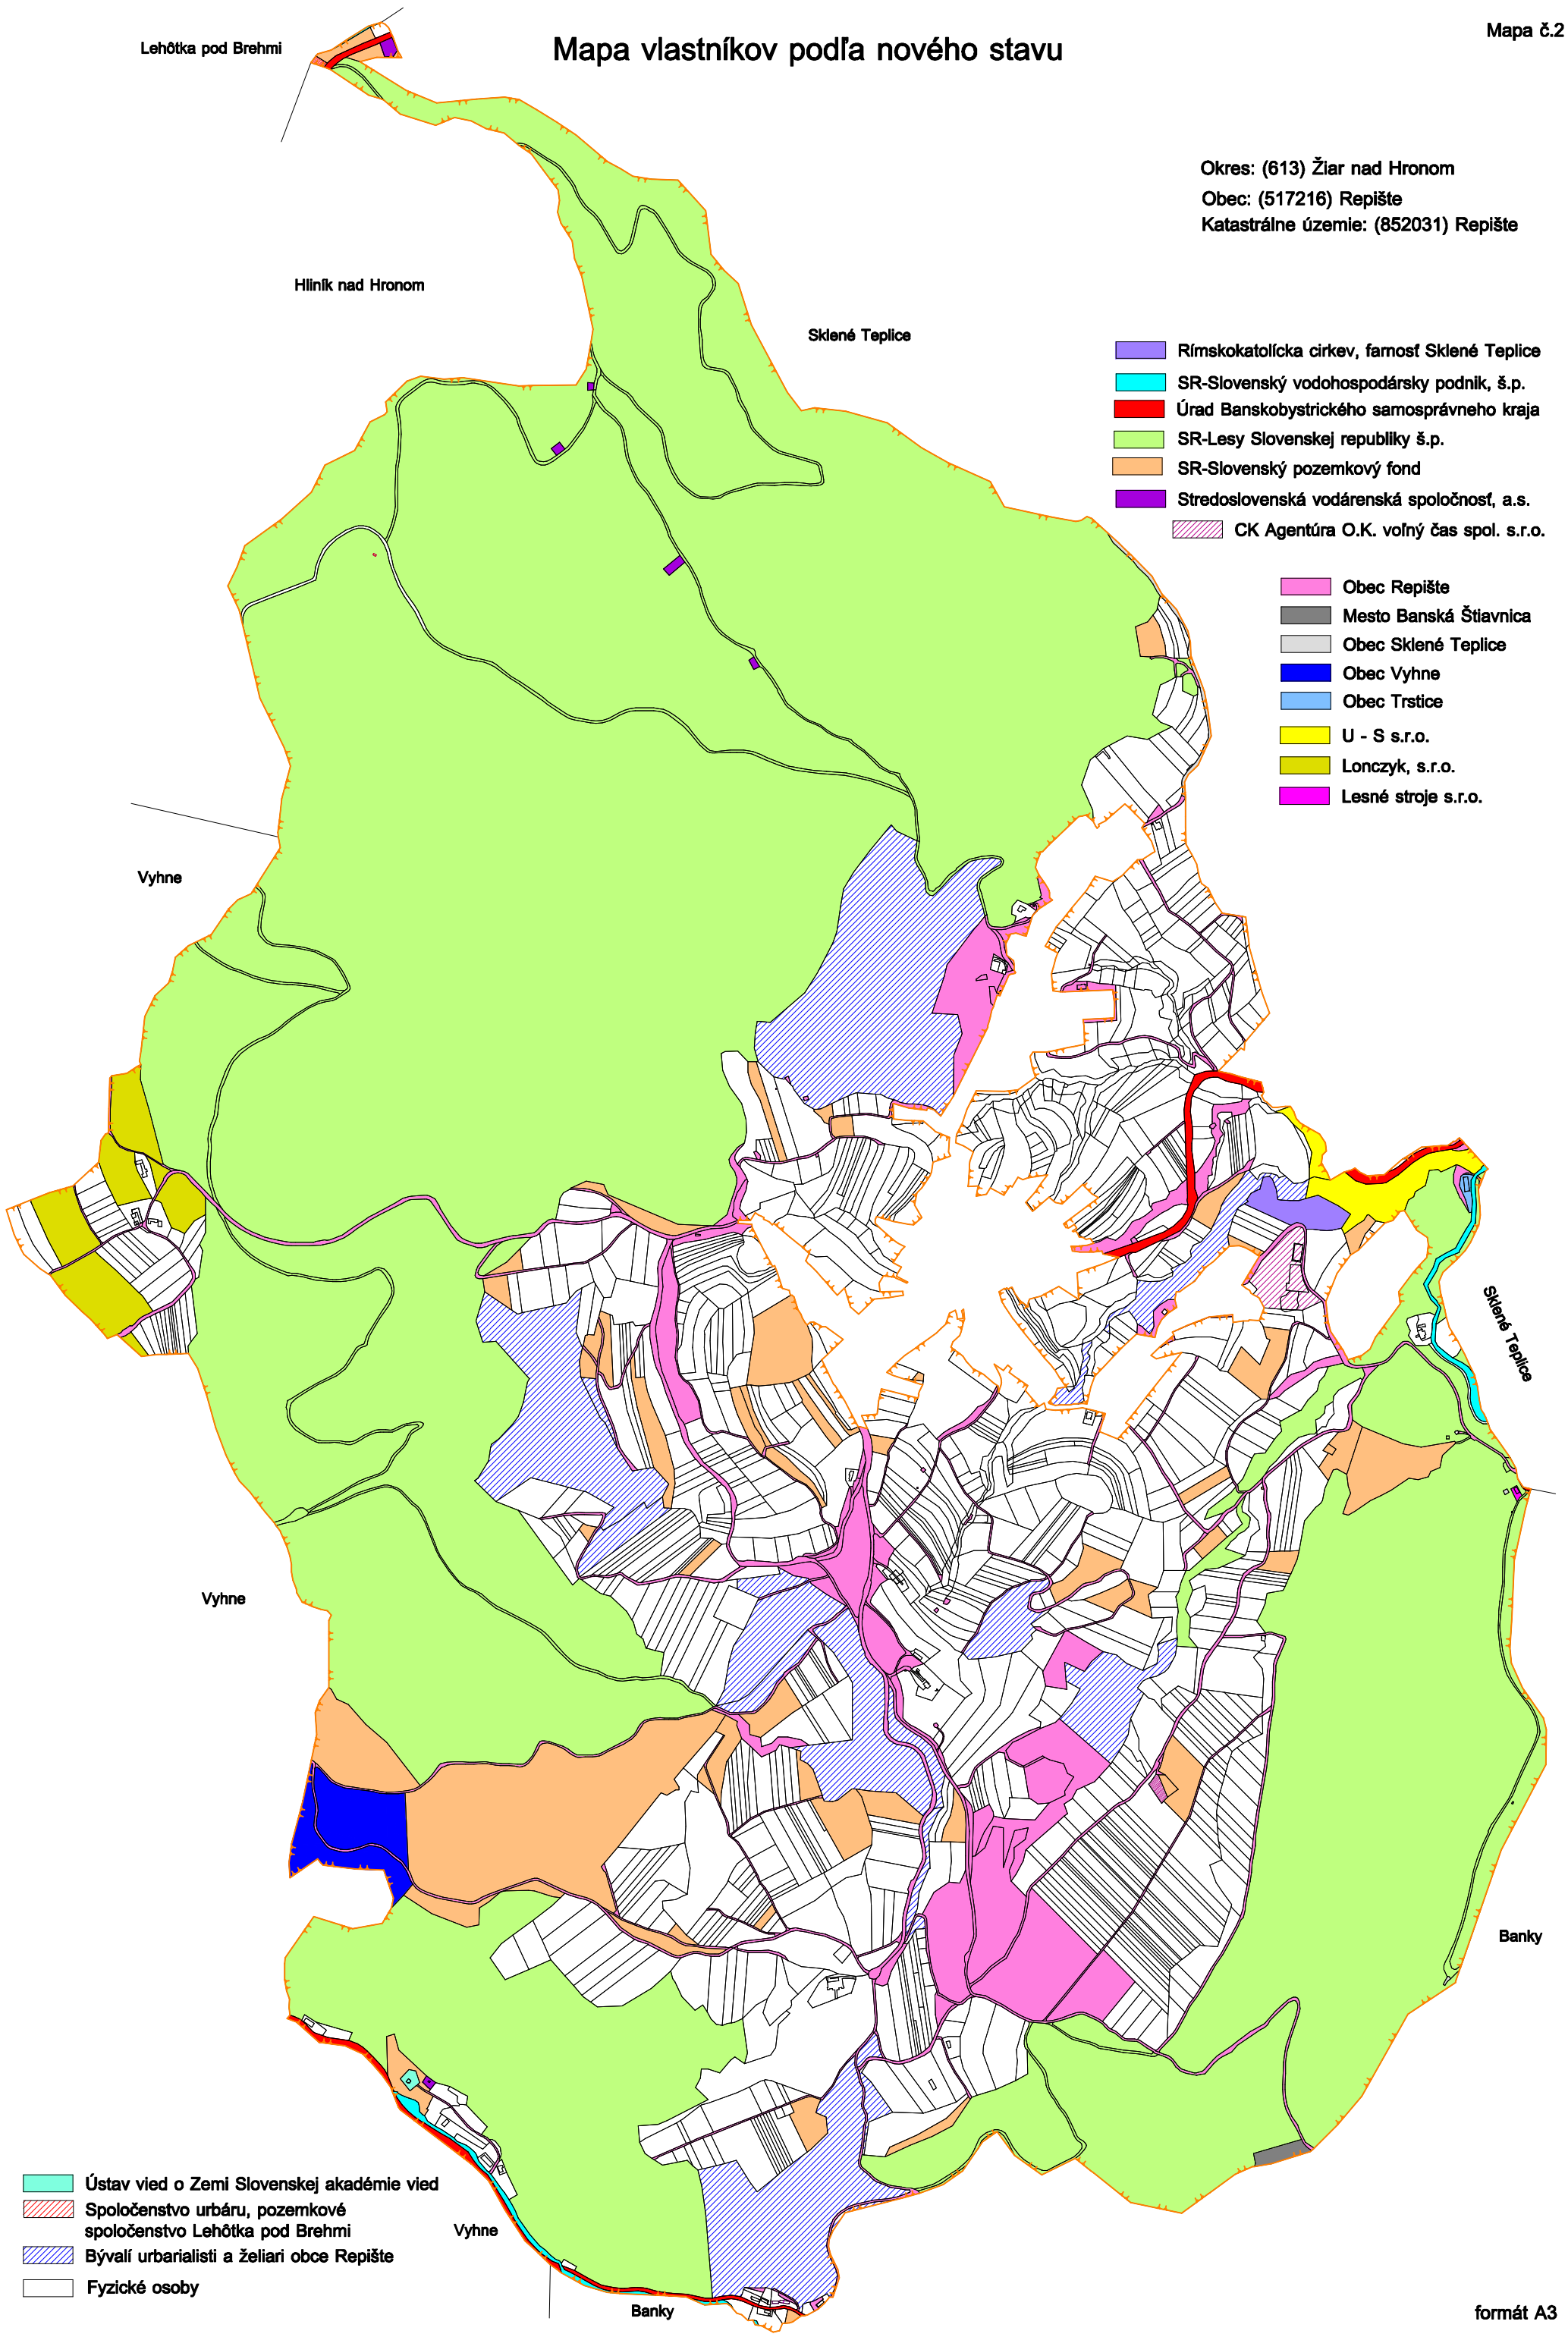 Mapa vlastníkov podľa nového stavu
Mapa č.2
Lehôtka pod Brehmi
Okres: (613) Žiar nad Hronom
Obec: (517216) Repište
Katastrálne územie: (852031) Repište
Hliník nad Hronom
Sklené Teplice
Rímskokatolícka cirkev, farnosť Sklené Teplice
SR-Slovenský vodohospodársky podnik, š.p.
Úrad Banskobystrického samosprávneho kraja
SR-Lesy Slovenskej republiky š.p.
SR-Slovenský pozemkový fond
Stredoslovenská vodárenská spoločnosť, a.s.
CK Agentúra O.K. voľný čas spol. s.r.o.
Obec Repište
Mesto Banská Štiavnica
Obec Sklené Teplice
Obec Vyhne
Obec Trstice
U - S s.r.o.
Lonczyk, s.r.o.
Lesné stroje s.r.o.
Vyhne
Sklené Teplice
Vyhne
Banky
Ústav vied o Zemi Slovenskej akadémie vied
Spoločenstvo urbáru, pozemkové
spoločenstvo Lehôtka pod Brehmi
Bývalí urbarialisti a želiari obce Repište
Fyzické osoby
Vyhne
Banky
formát A3